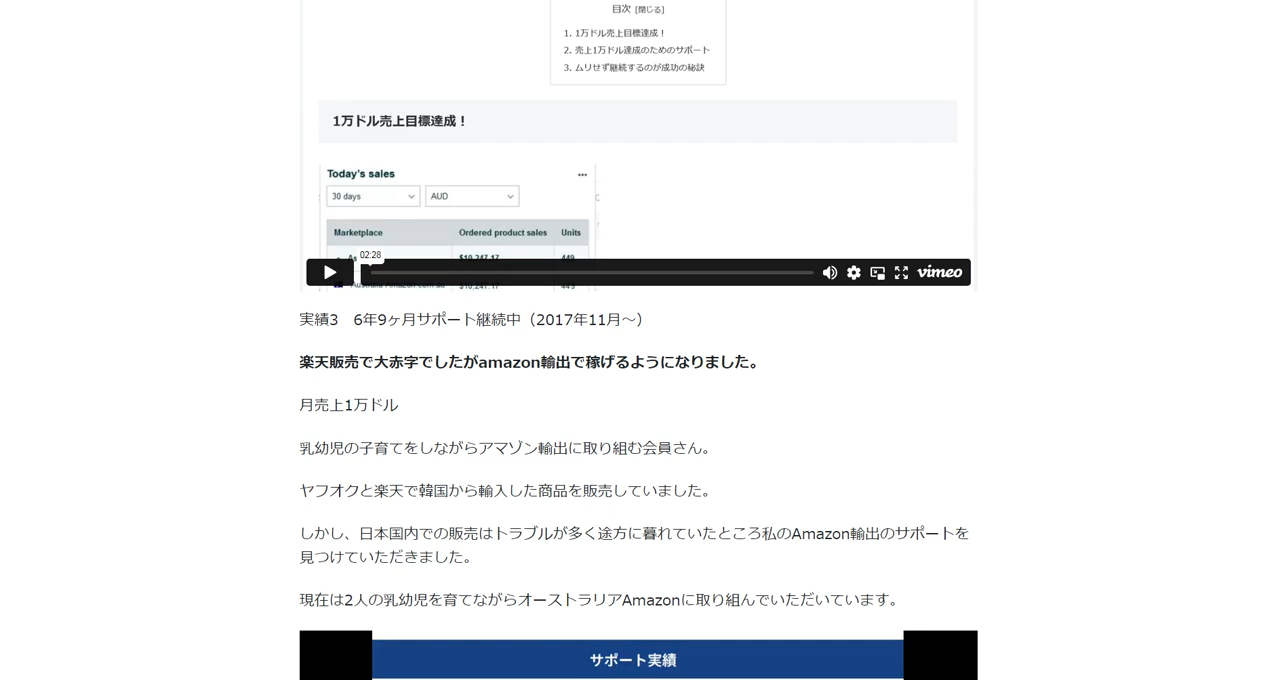 目次 [閉じる]
1. 1万ドル売上目標達成！
2. 売上1万ドル達成のためのサポート
3. ムリせず継続するのが成功の秘訣
1万ドル売上目標達成！
Today's sales
30 days AUD
Marketplace Ordered product sales Units
02:28
vimeo
実績3　6年9ヶ月サポート継続中（2017年11月～）
楽天販売で大赤字でしたがamazon輸出で稼げるようになりました。
月売上1万ドル
乳幼児の子育てをしながらアマゾン輸出に取り組む会員さん。
ヤフオクと楽天で韓国から輸入した商品を販売していました。
しかし、日本国内での販売はトラブルが多く途方に暮れていたところ私のAmazon輸出のサポートを
見つけていただきました。
現在は2人の乳幼児を育てながらオーストラリアAmazonに取り組んでいただいています。
サポート実績